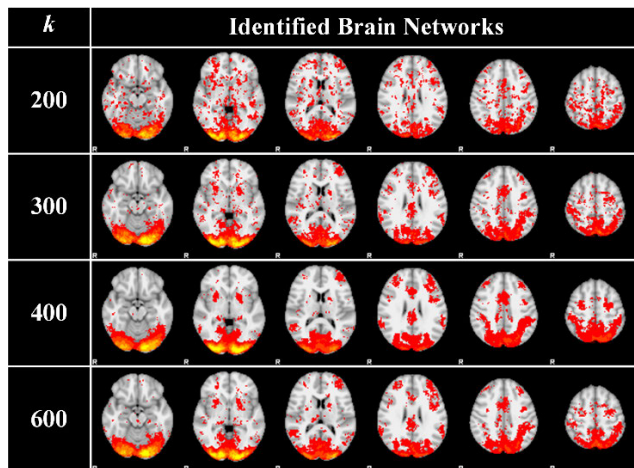 k Identified Brain Networks
200
R R R R R R
300
R R R R R R
400
R R R R R R
600
R R R R R R